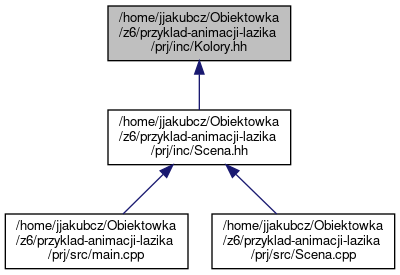 /home/jjakubcz/Obiektowka
/z6/przyklad-animacji-lazika
/prj/inc/Kolory.hh
/home/jjakubcz/Obiektowka
/z6/przyklad-animacji-lazika
/prj/inc/Scena.hh
/home/jjakubcz/Obiektowka
/z6/przyklad-animacji-lazika
/prj/src/main.cpp
/home/jjakubcz/Obiektowka
/z6/przyklad-animacji-lazika
/prj/src/Scena.cpp